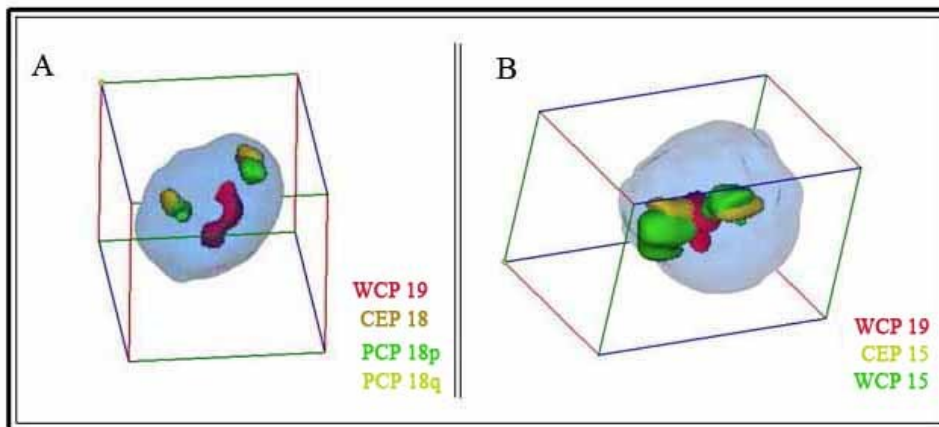 A
WCP 19
CEP 18
PCP 18p
PCP 18q
B
WCP 19
CEP 15
WCP 15